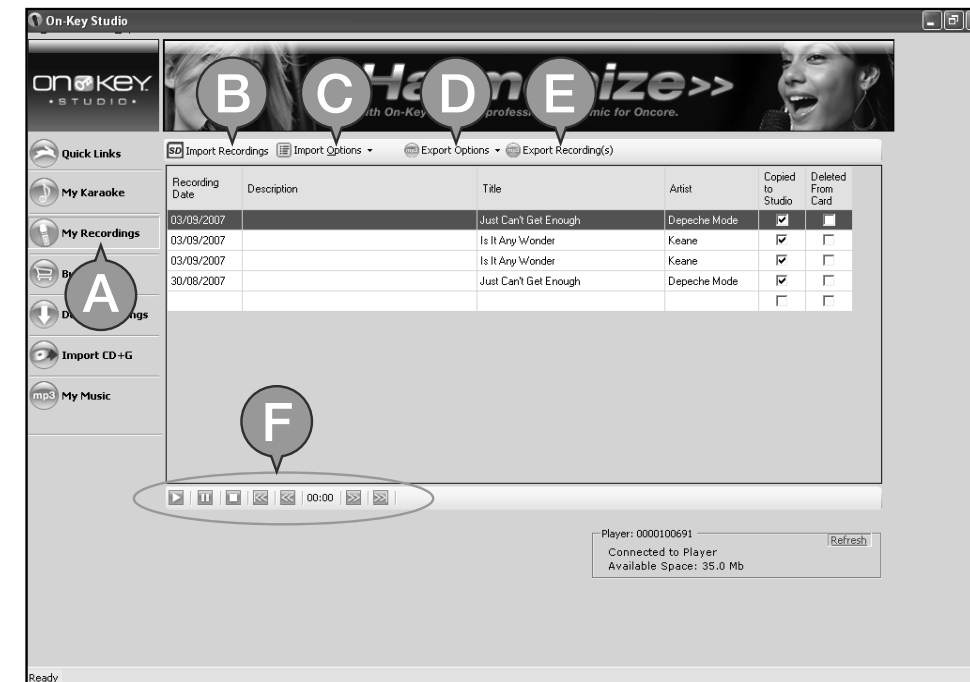 On-Key Studio
on key
• STUDIO •
Quick Links
My Karaoke
My Recordings
Import CD+G
mp3 My Music
B
C
D
E
with On-Key
mic for Oncore.
SD Import Recordings Import Options Export Options mp3 Export Recording(s)
Recording Date Description Title Artist Copied to Studio Deleted From Card
03/09/2007 Just Can't Get Enough Depeche Mode
03/09/2007 Is It Any Wonder Keane
03/09/2007 Is It Any Wonder Keane
30/08/2007 Just Can't Get Enough Depeche Mode
A
F
00:00
Player: 0000100691
Refresh
Connected to Player
Available Space: 35.0 Mb
Ready